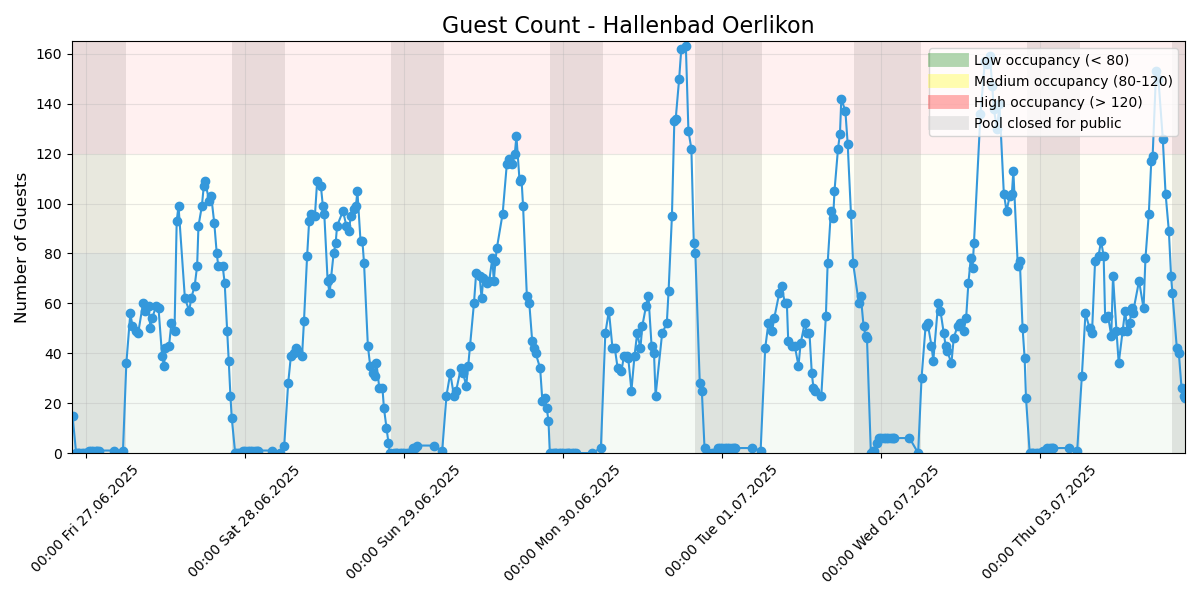 Guest Count - Hallenbad Oerlikon
Number of Guests
160
140
120
100
80
60
40
20
0
Low occupancy (< 80)
Medium occupancy (80-120)
High occupancy (> 120)
Pool closed for public
00:00 Fri 27.06.2025
00:00 Sat 28.06.2025
00:00 Sun 29.06.2025
00:00 Mon 30.06.2025
00:00 Tue 01.07.2025
00:00 Wed 02.07.2025
00:00 Thu 03.07.2025